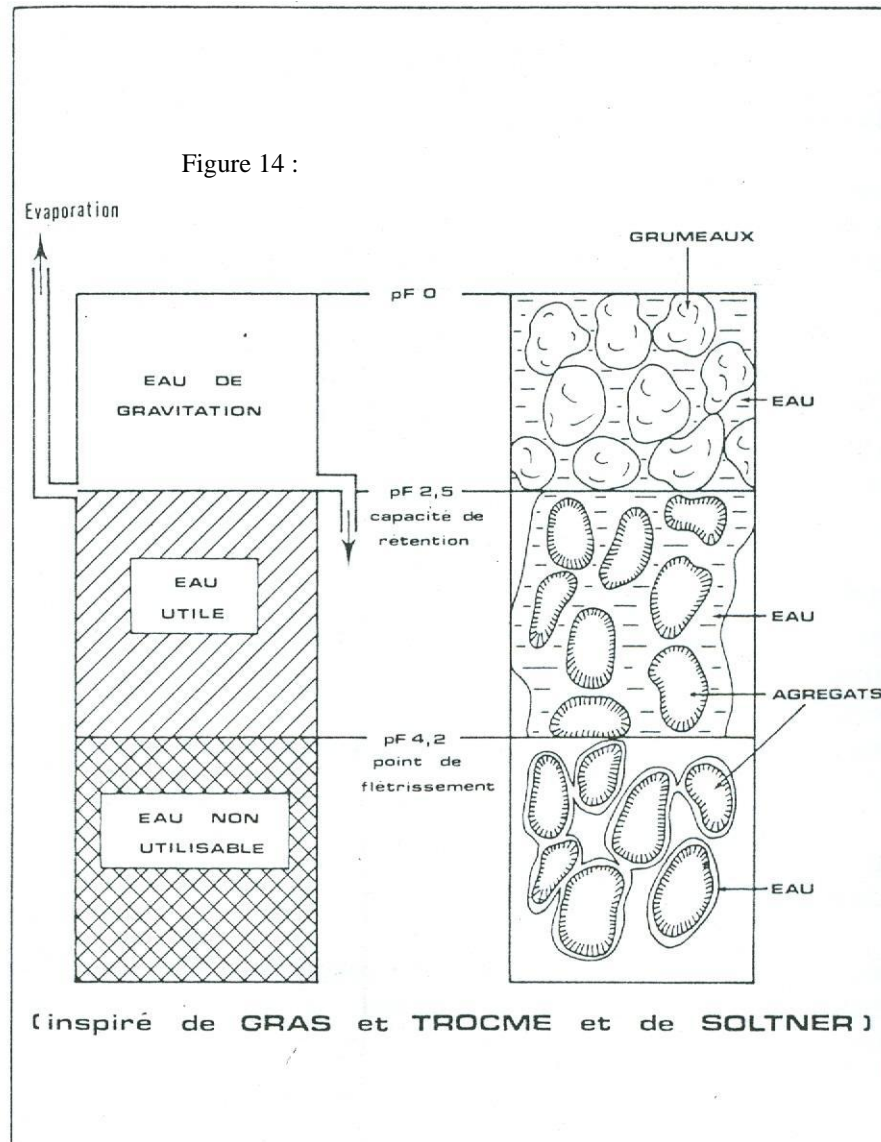 Figure 14 :
Evaporation
GRUMEAUX
pF 0
EAU DE
GRAVITATION
EAU
pF 2,5
capacité de
rétention
EAU
UTILE
EAU
AGREGATS
pF 4,2
point de
flétrissement
EAU NON
UTILISABLE
EAU
(inspiré de GRAS et TROCME et de SOLTNER)